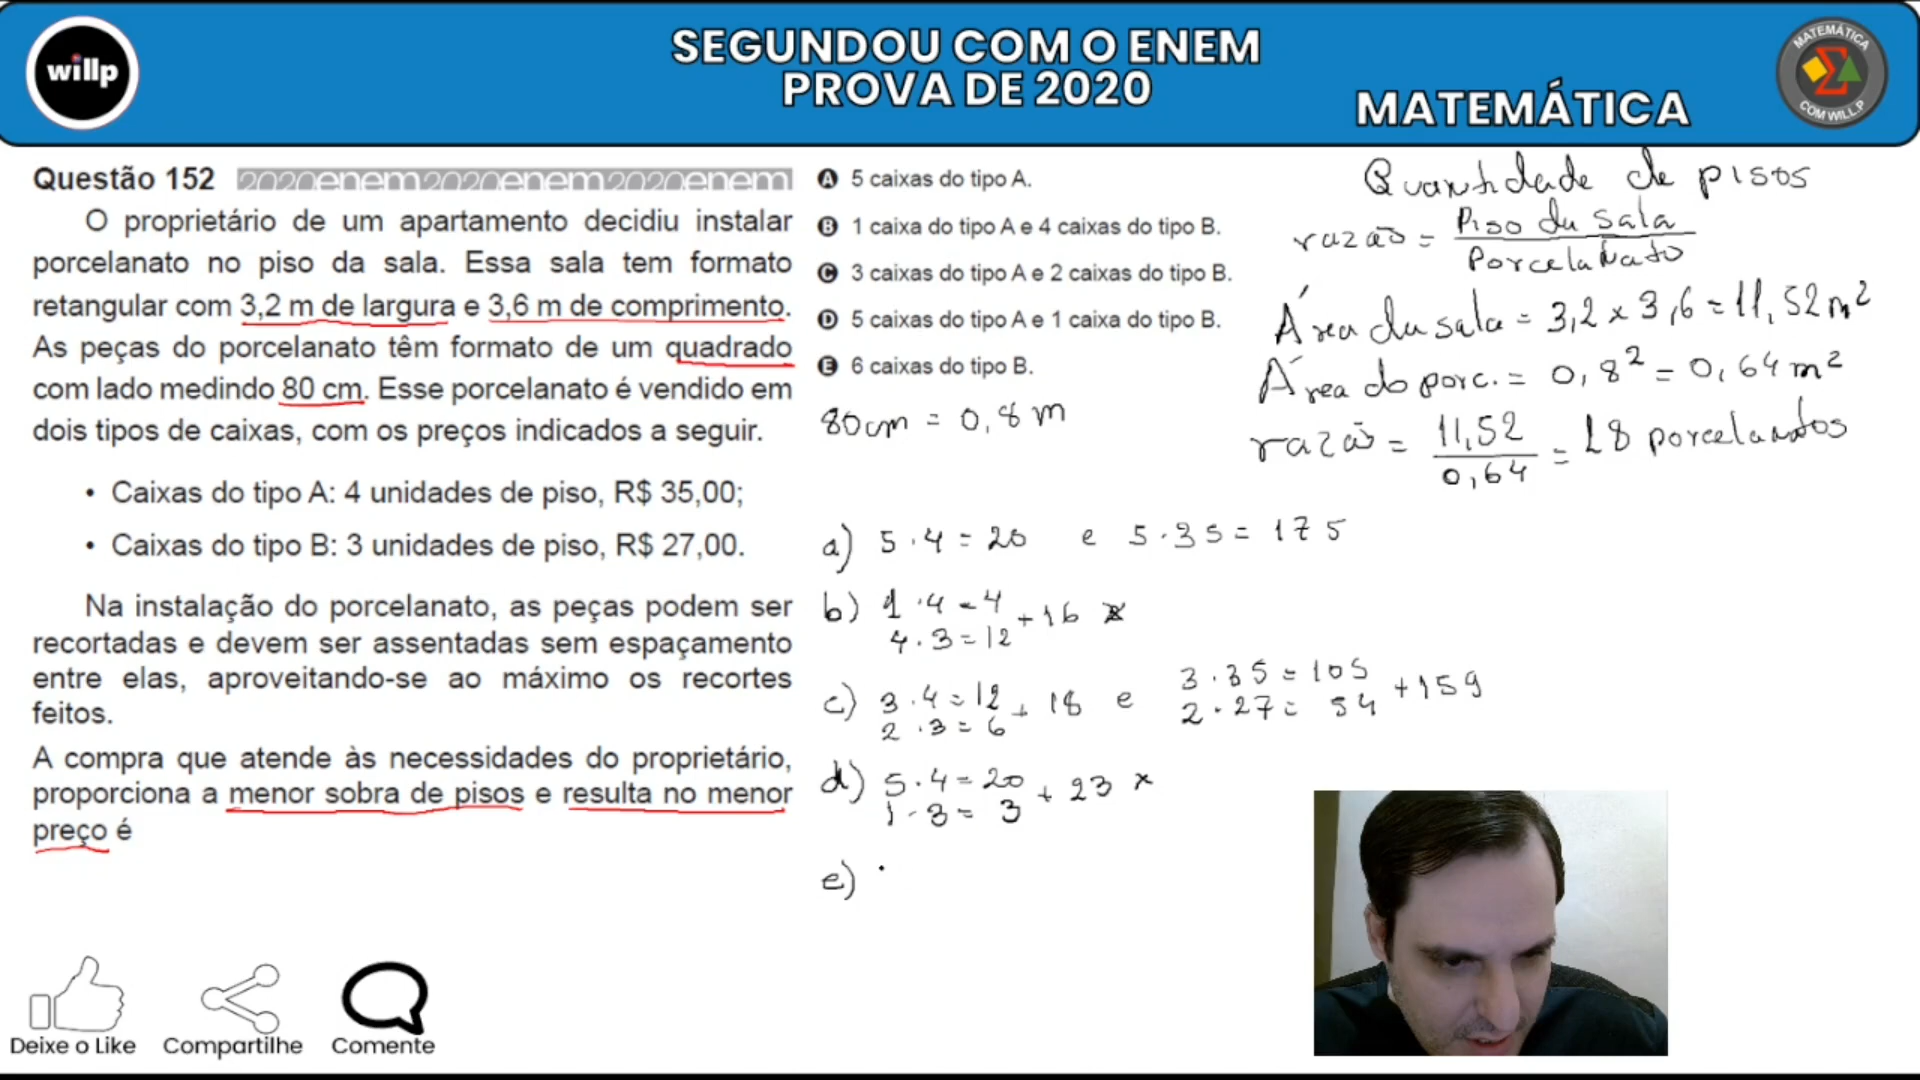 willp
SEGUNDOU COM O ENEM
PROVA DE 2020
MATEMÁTICA
MATEMÁTICA
COM WILL.P
Questão 152 2020enem2020enem2020enem
O proprietário de um apartamento decidiu instalar
porcelanato no piso da sala. Essa sala tem formato
retangular com 3,2 m de largura e 3,6 m de comprimento.
As peças do porcelanato têm formato de um quadrado
com lado medindo 80 cm. Esse porcelanato é vendido em
dois tipos de caixas, com os preços indicados a seguir.
• Caixas do tipo A: 4 unidades de piso, R$ 35,00;
• Caixas do tipo B: 3 unidades de piso, R$ 27,00.
Na instalação do porcelanato, as peças podem ser
recortadas e devem ser assentadas sem espaçamento
entre elas, aproveitando-se ao máximo os recortes
feitos.
A compra que atende às necessidades do proprietário,
proporciona a menor sobra de pisos e resulta no menor
preço é
A 5 caixas do tipo A.
B 1 caixa do tipo A e 4 caixas do tipo B.
C 3 caixas do tipo A e 2 caixas do tipo B.
D 5 caixas do tipo A e 1 caixa do tipo B.
E 6 caixas do tipo B.
80cm = 0,8 m
Quantidade de pisos
razão = Piso da sala
Porcelanato
Área da sala = 3,2 x 3,6 = 11,52 m²
Área do porc. = 0,8² = 0,64 m²
razão = 11,52 = 18 porcelanatos
0,64
a) 5 . 4 = 20 e 5 . 35 = 175
b) 1 . 4 = 4 + 16 x
4 . 3 = 12
c) 3 . 4 = 12 + 18 e 3 . 35 = 105 + 159
2 . 3 = 6 2 . 27 = 54
d) 5 . 4 = 20 + 23 x
1 . 3 = 3
e)
Deixe o Like
Compartilhe
Comente